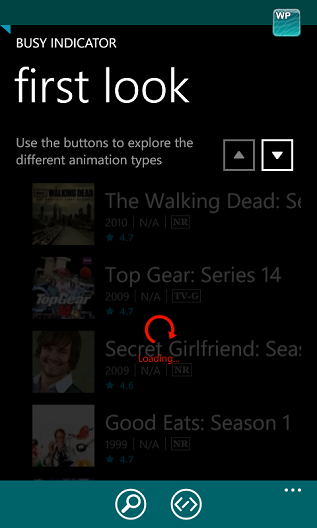 WP
BUSY INDICATOR
first look
Use the buttons to explore the
different animation types
The Walking Dead: Se
2010 | N/A | NR
4.7
Top Gear: Series 14
2009 | N/A | TV-G
4.7
Loading...
Secret Girlfriend: Seas
2009 | N/A | NR
4.6
Good Eats: Season 1
1999 | N/A | NR
4.7
WALKING DEAD
TopGear